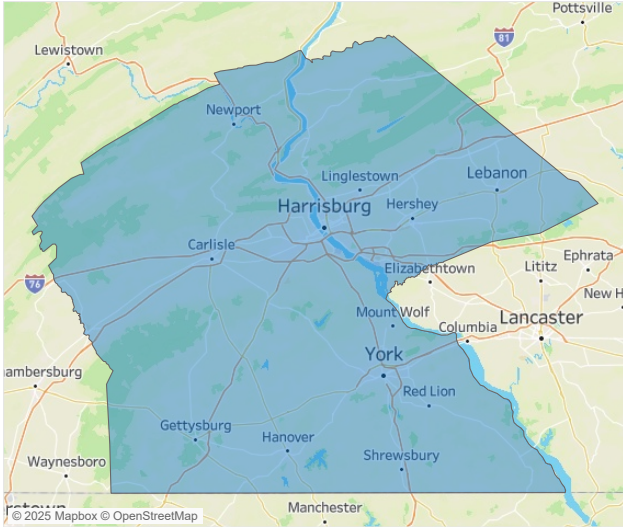 Pottsville
81
Lewistown
Newport
Linglestown
Lebanon
Harrisburg
Hershey
Carlisle
Ephrata
Elizabethtown
Lititz
76
New H
Mount Wolf
Lancaster
Columbia
York
ambersburg
Red Lion
Gettysburg
Hanover
Shrewsbury
Waynesboro
rstown
Manchester
© 2025 Mapbox © OpenStreetMap